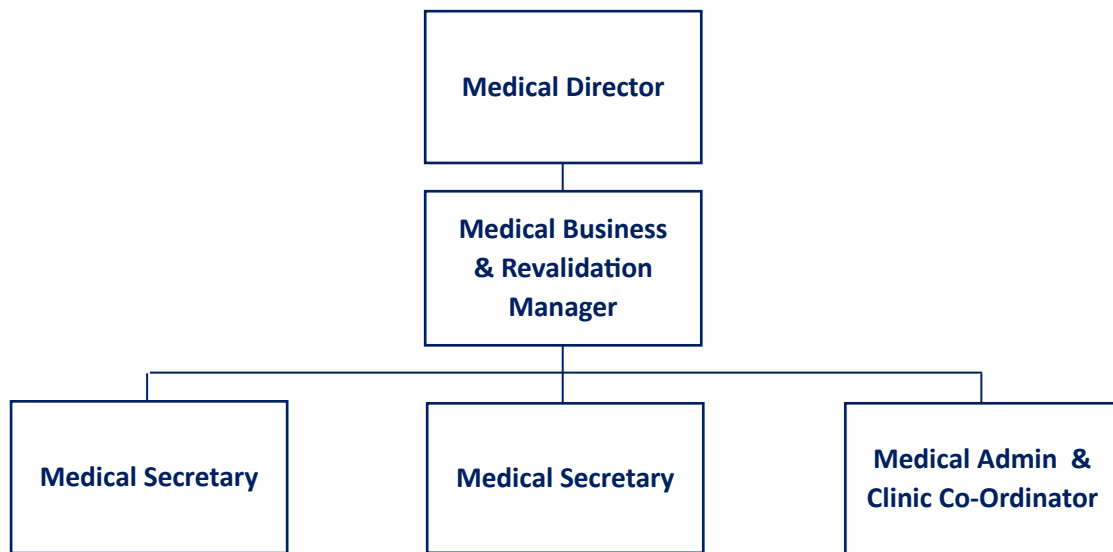 Medical Director
Medical Business
& Revalidation
Manager
Medical Secretary
Medical Secretary
Medical Admin  &
Clinic Co-Ordinator